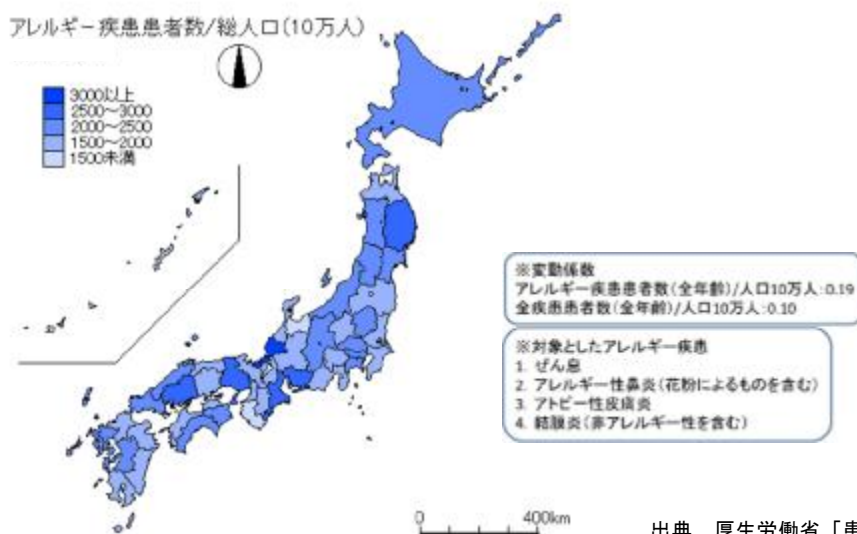 アレルギー疾患患者数/総人口(10万人)
3000以上
2500～3000
2000～2500
1500～2000
1500未満
※変動係数
アレルギー疾患患者数(全年齢)/人口10万人:0.19
全疾患患者数(全年齢)/人口10万人:0.10
※対象としたアレルギー疾患
1. ぜん息
2. アレルギー性鼻炎(花粉によるものを含む)
3. アトピー性皮膚炎
4. 結膜炎(非アレルギー性を含む)
0 400km
出典 厚生労働省「患